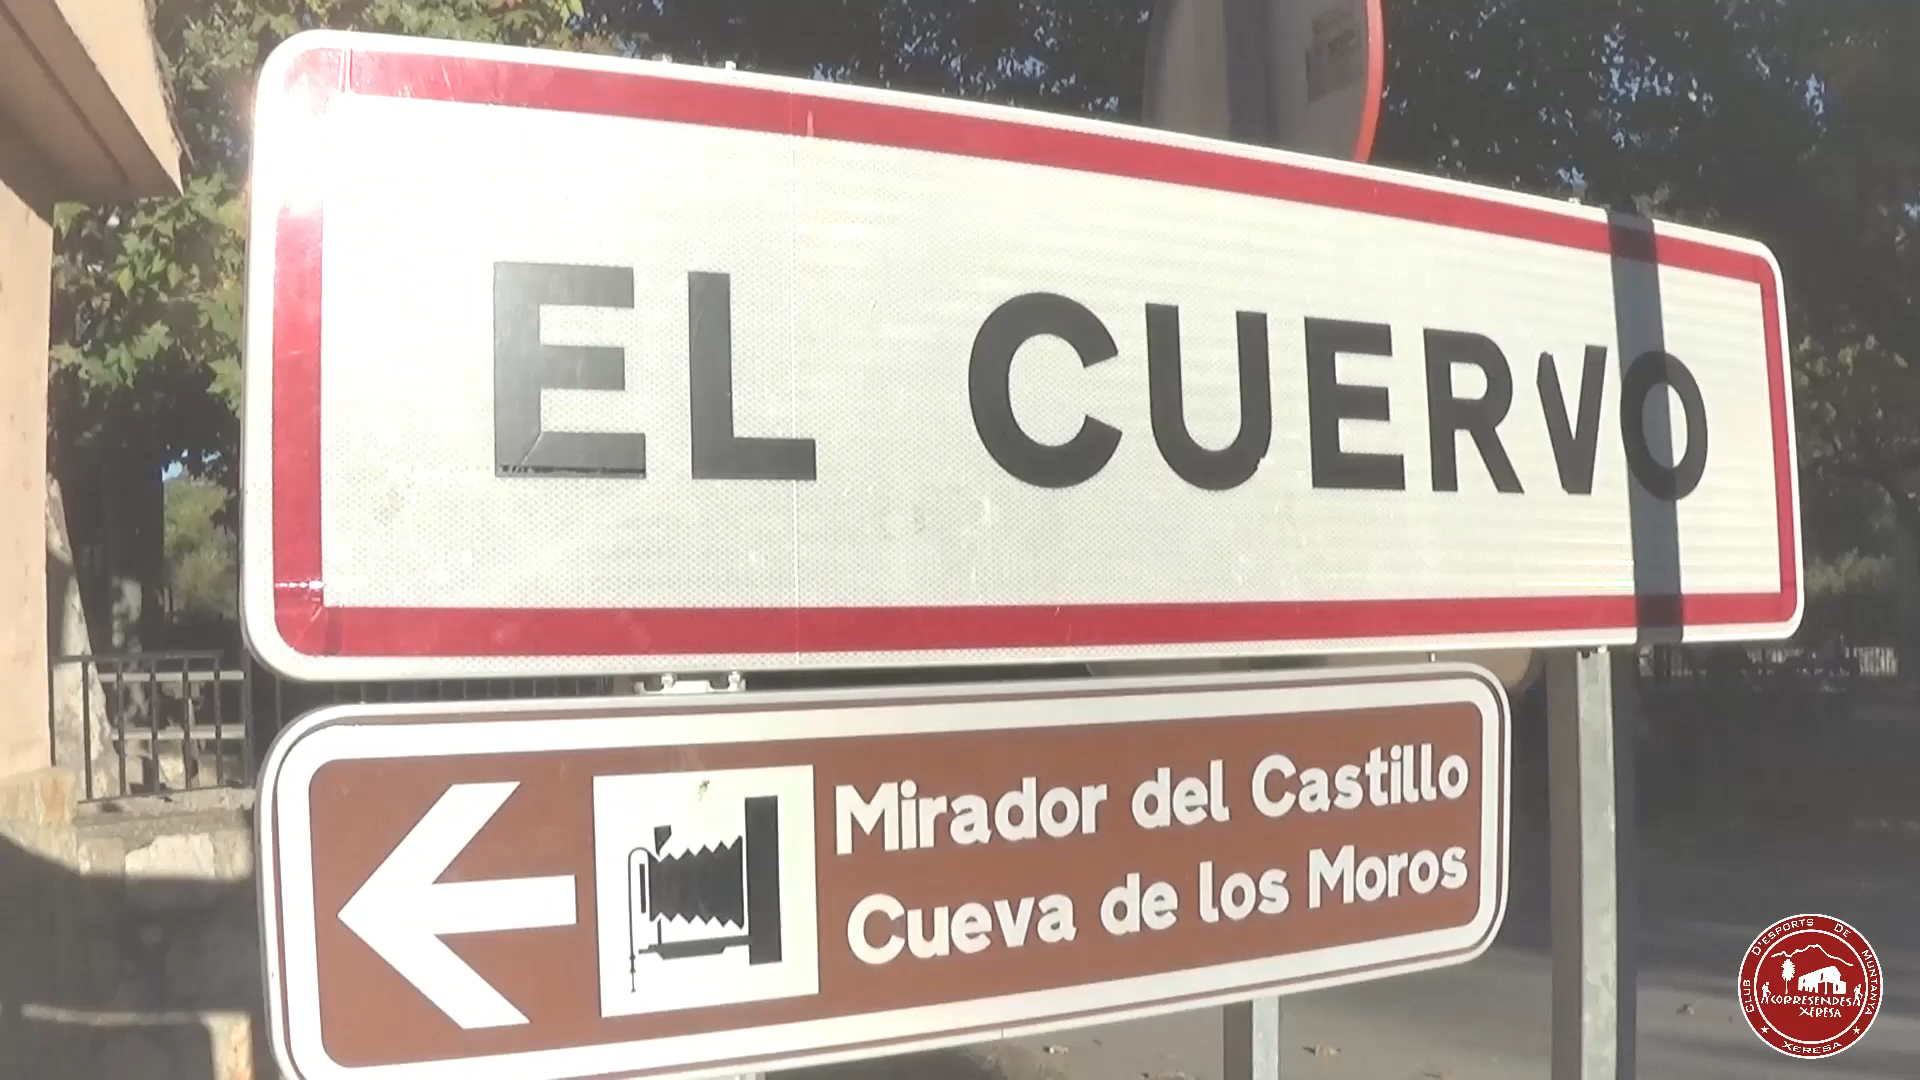 EL CUERVO
Mirador del Castillo
Cueva de los Moros
CLUB D'ESPORTS DE MUNTANYA
CORRESENDES
XERESA
XERESA